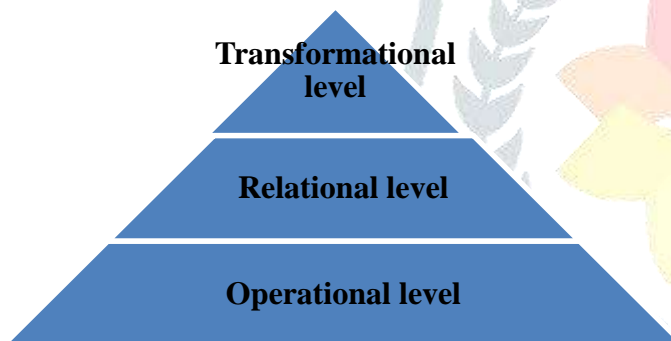 Transformational
level
Relational level
Operational level